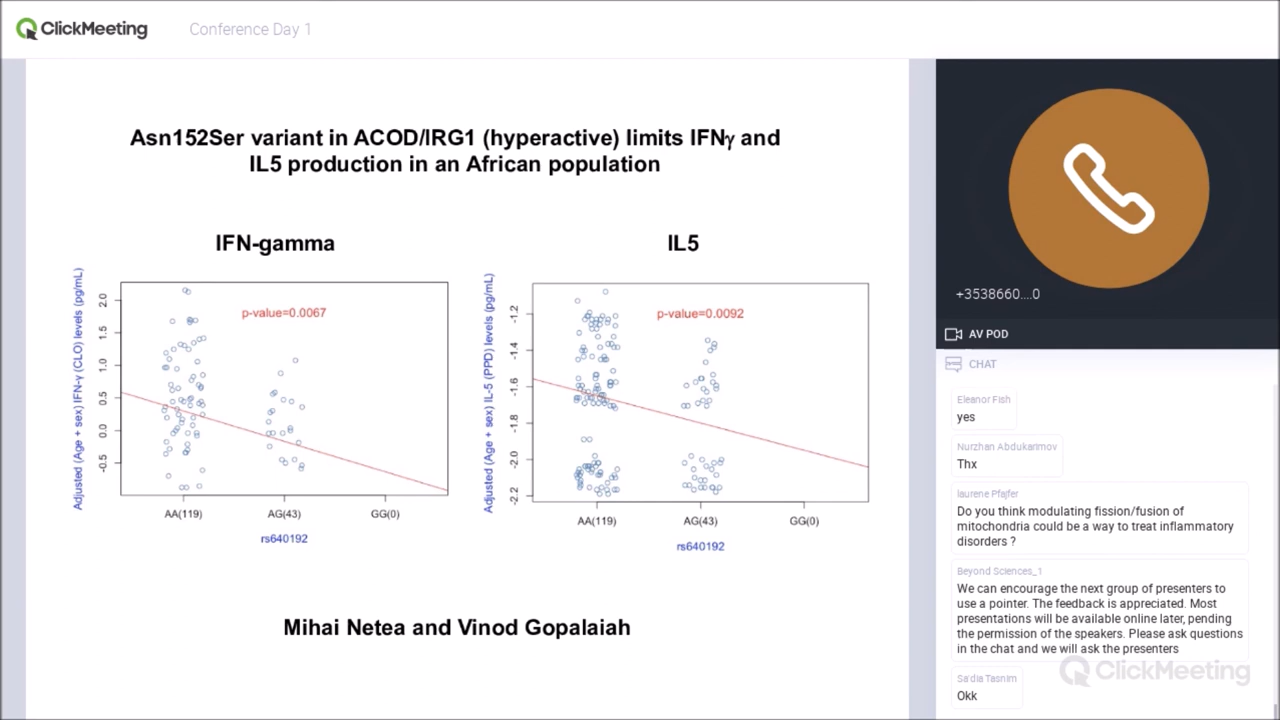 ClickMeeting
Conference Day 1
Asn152Ser variant in ACOD/IRG1 (hyperactive) limits IFNγ and
IL5 production in an African population
IFN-gamma
Adjusted (Age + sex) IFN-γ (CLO) levels (pg/mL)
2.0
1.5
1.0
0.5
0.0
-0.5
p-value=0.0067
AA(119)
AG(43)
GG(0)
rs640192
IL5
Adjusted (Age + sex) IL-5 (PPD) levels (pg/mL)
-1.2
-1.4
-1.6
-1.8
-2.0
-2.2
p-value=0.0092
AA(119)
AG(43)
GG(0)
rs640192
Mihai Netea and Vinod Gopalaiah
+3538660....0
AV POD
CHAT
Eleanor Fish
yes
Nurzhan Abdukarimov
Thx
laurene Pfajfer
Do you think modulating fission/fusion of
mitochondria could be a way to treat inflammatory
disorders ?
Beyond Sciences_1
We can encourage the next group of presenters to
use a pointer. The feedback is appreciated. Most
presentations will be available online later, pending
the permission of the speakers. Please ask questions
in the chat and we will ask the presenters
ClickMeeting
Sa'dia Tasnim
Okk